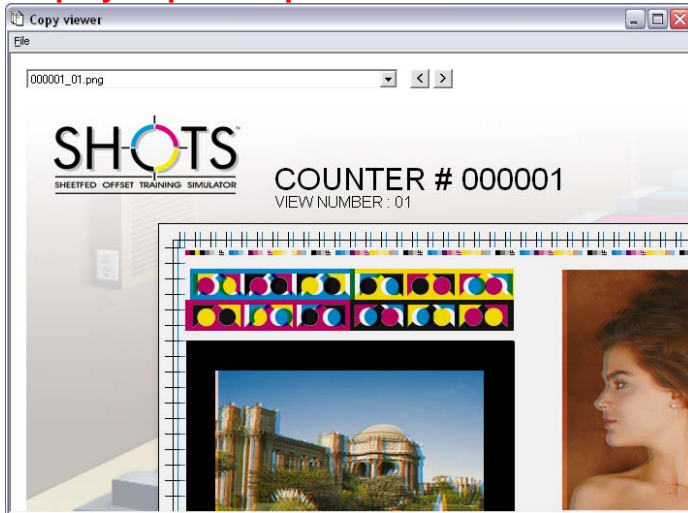 Copy viewer
File
000001_01.png
< >
SHOTS
SHEETFED OFFSET TRAINING SIMULATOR
COUNTER # 000001
VIEW NUMBER : 01